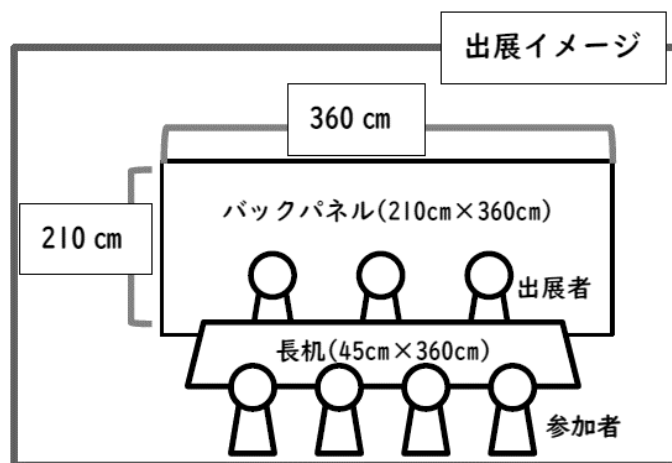 出展イメージ
360 cm
210 cm
バックパネル(210cm×360cm)
出展者
長机(45cm×360cm)
参加者